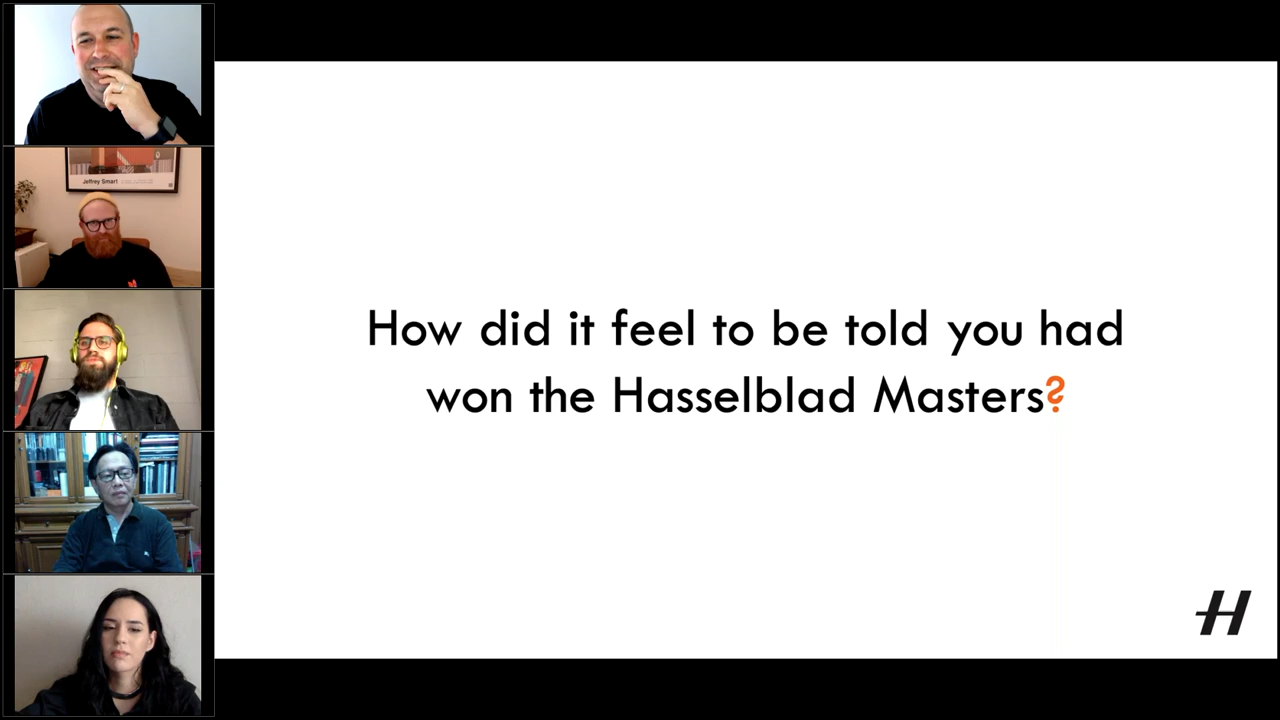 Jeffrey Smart
How did it feel to be told you had
won the Hasselblad Masters?
H